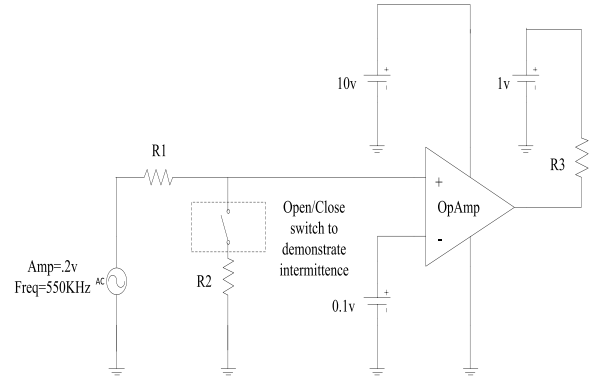 10v
+
-
1v
+
-
R1
R3
+
OpAmp
-
Open/Close
switch to
demonstrate
intermittence
Amp=.2v
Freq=550KHz
AC
R2
0.1v
+
-